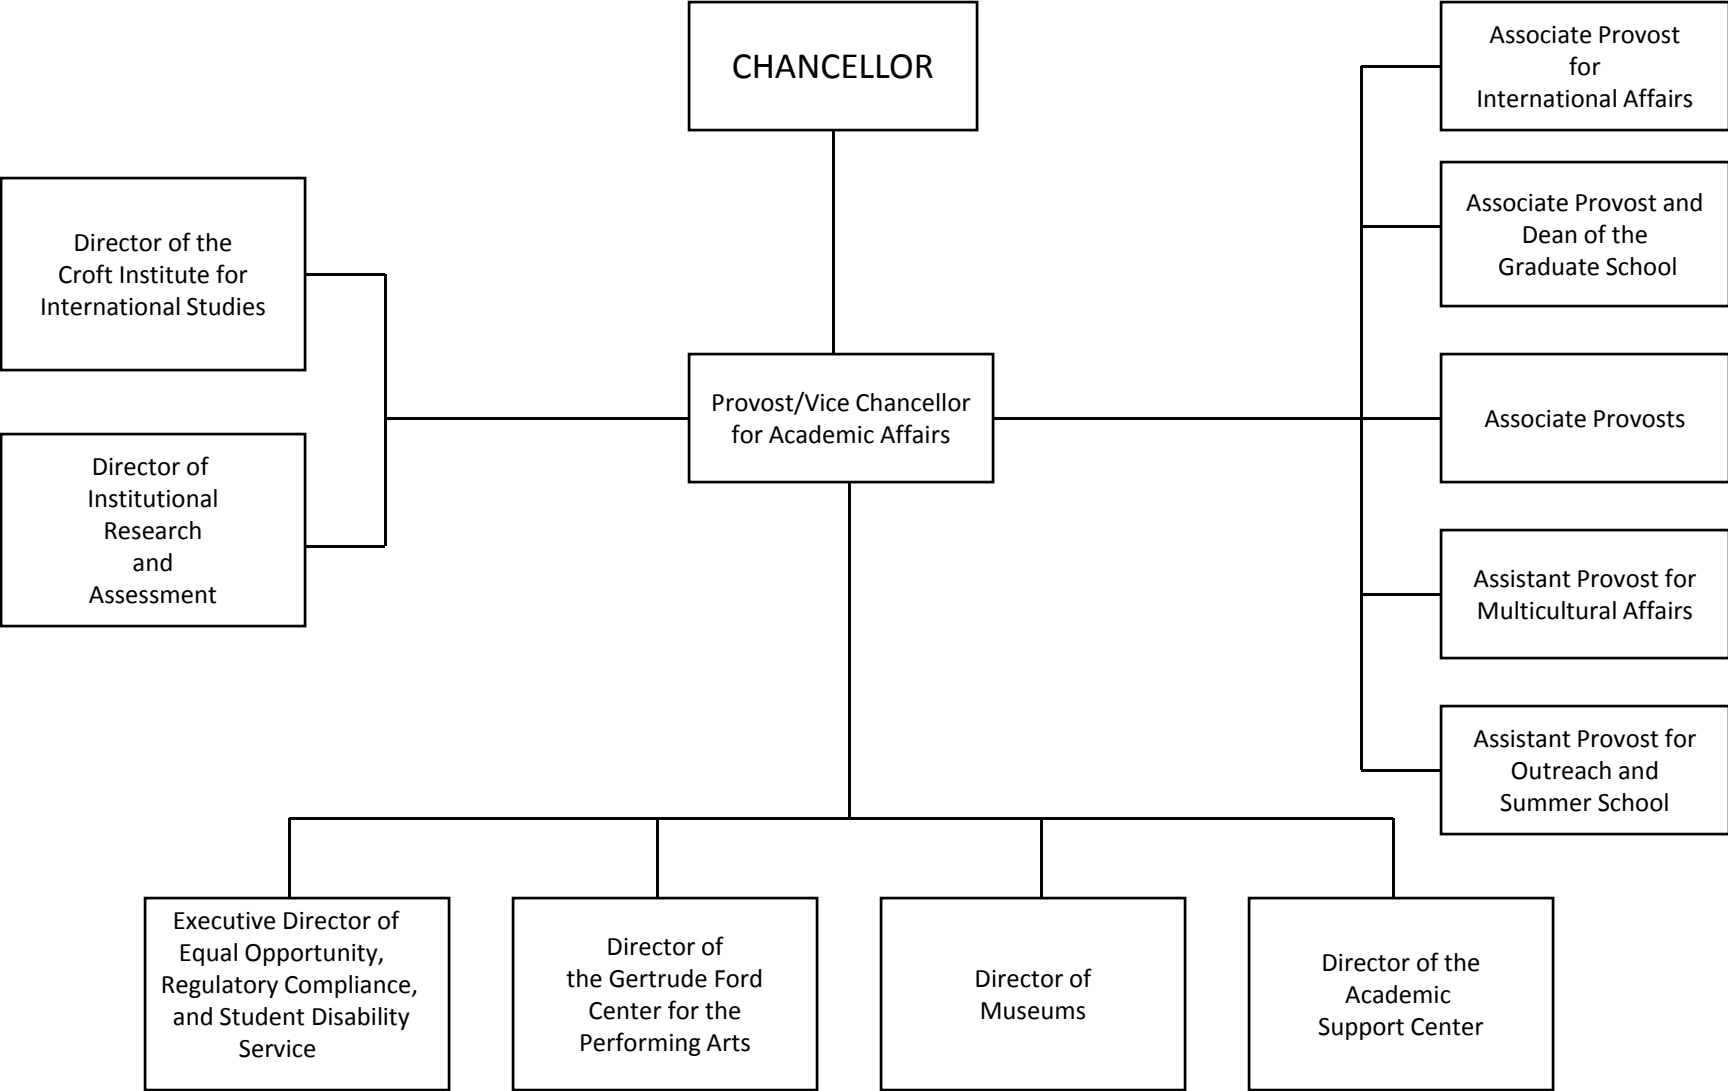 CHANCELLOR
Associate Provost
for
International Affairs
Director of the
Croft Institute for
International Studies
Associate Provost and
Dean of the
Graduate School
Provost/Vice Chancellor
for Academic Affairs
Associate Provosts
Director of
Institutional
Research
and
Assessment
Assistant Provost for
Multicultural Affairs
Assistant Provost for
Outreach and
Summer School
Executive Director of
Equal Opportunity,
Regulatory Compliance,
and Student Disability
Service
Director of
the Gertrude Ford
Center for the
Performing Arts
Director of
Museums
Director of the
Academic
Support Center